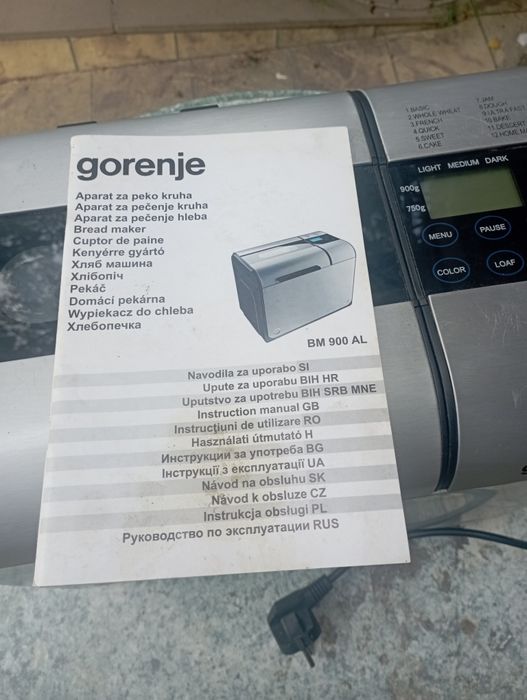 gorenje
Aparat za peko kruha
Aparat za pečenje kruha
Aparat za pečenje hleba
Bread maker
Cuptor de paine
Kenyérre gyártó
Хляб машина
Хлібопіч
Pekáč
Domáci pekárna
Wypiekacz do chleba
Хлебопечка
BM 900 AL
Navodila za uporabo SI
Upute za uporabu BIH HR
Uputstvo za upotrebu BIH SRB MNE
Instruction manual GB
Instrucţiuni de utilizare RO
Használati útmutató H
Инструкции за употреба BG
Інструкції з експлуатації UA
Návod na obsluhu SK
Návod k obsluze CZ
Instrukcja obsługi PL
Руководство по эксплуатации RUS
1.BASIC
2.WHOLE WHEAT
3.FRENCH
4.QUICK
5.SWEET
6.CAKE
7.JAM
8.DOUGH
9.ULTRA FAST
10.BAKE
11.DESSERT
LIGHT MEDIUM DARK
900g
750g
MENU
PAUSE
COLOR
LOAF